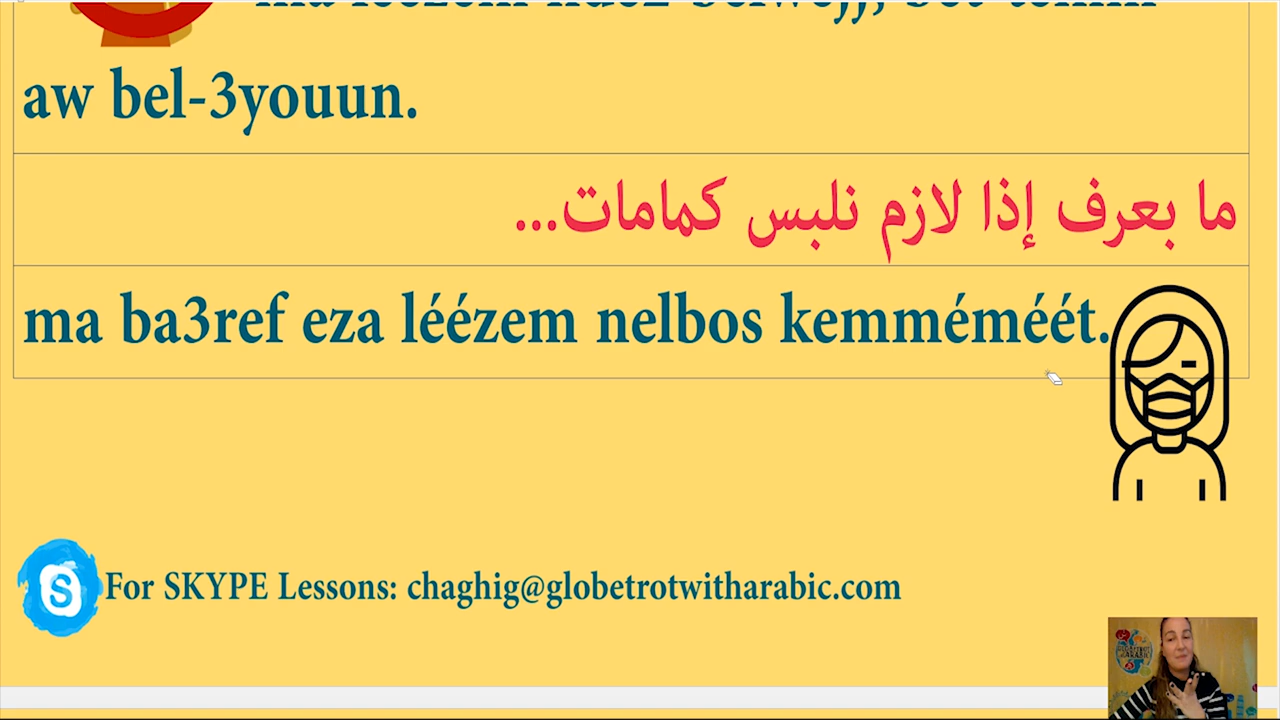 aw bel-3youun.
ما بعرف إذا لازم نلبس كمامات...
ma ba3ref eza léézem nelbos kemméméét.
For SKYPE Lessons: chaghig@globetrotwitharabic.com